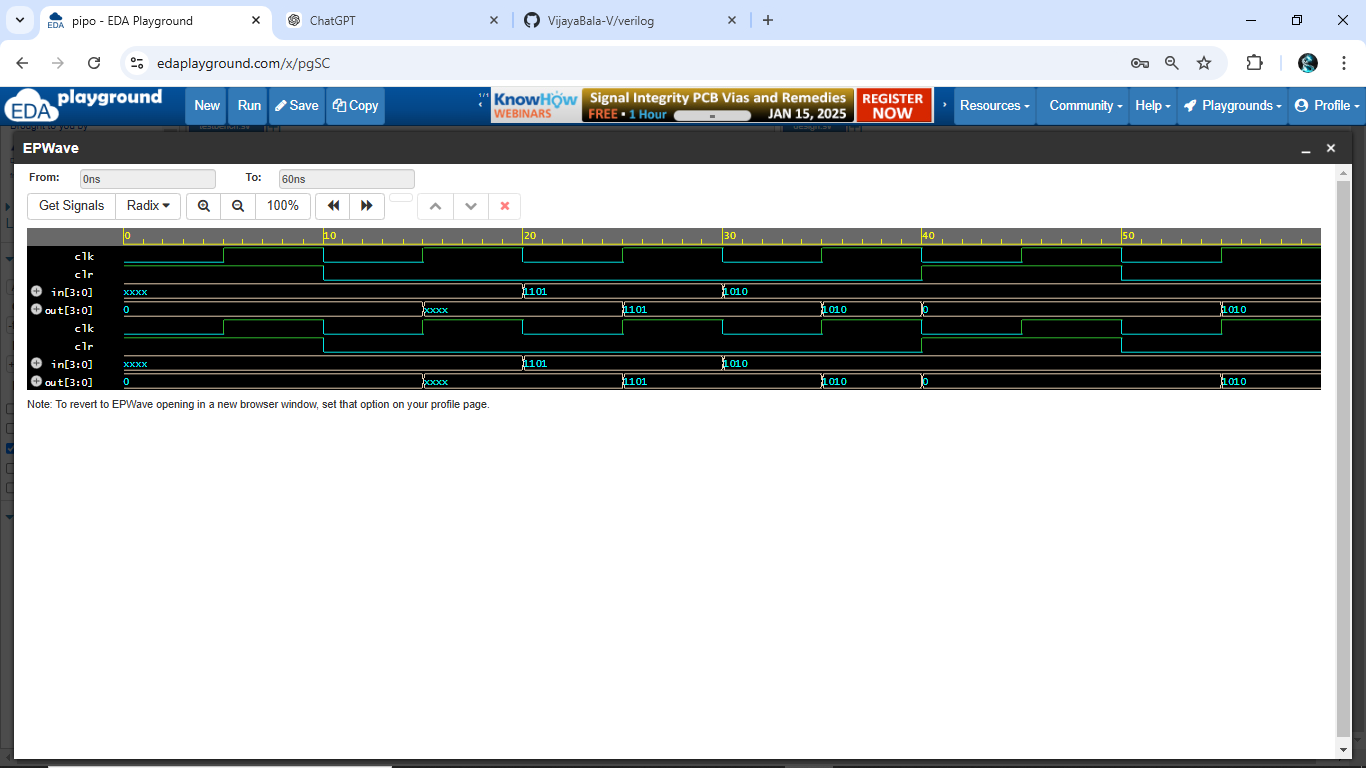 pipo - EDA Playground
ChatGPT
VijayaBala-V/verilog
edaplayground.com/x/pgSC
EDA playground
New
Run
Save
Copy
1/1
KnowHow WEBINARS
Signal Integrity PCB Vias and Remedies
FREE • 1 Hour
JAN 15, 2025
REGISTER NOW
Resources
Community
Help
Playgrounds
Profile
EPWave
From: 0ns To: 60ns
Get Signals Radix 100%
0 10 20 30 40 50
clk
clr
in[3:0] xxxx 1101 1010
out[3:0] 0 xxxx 1101 1010 0 1010
clk
clr
in[3:0] xxxx 1101 1010
out[3:0] 0 xxxx 1101 1010 0 1010
Note: To revert to EPWave opening in a new browser window, set that option on your profile page.